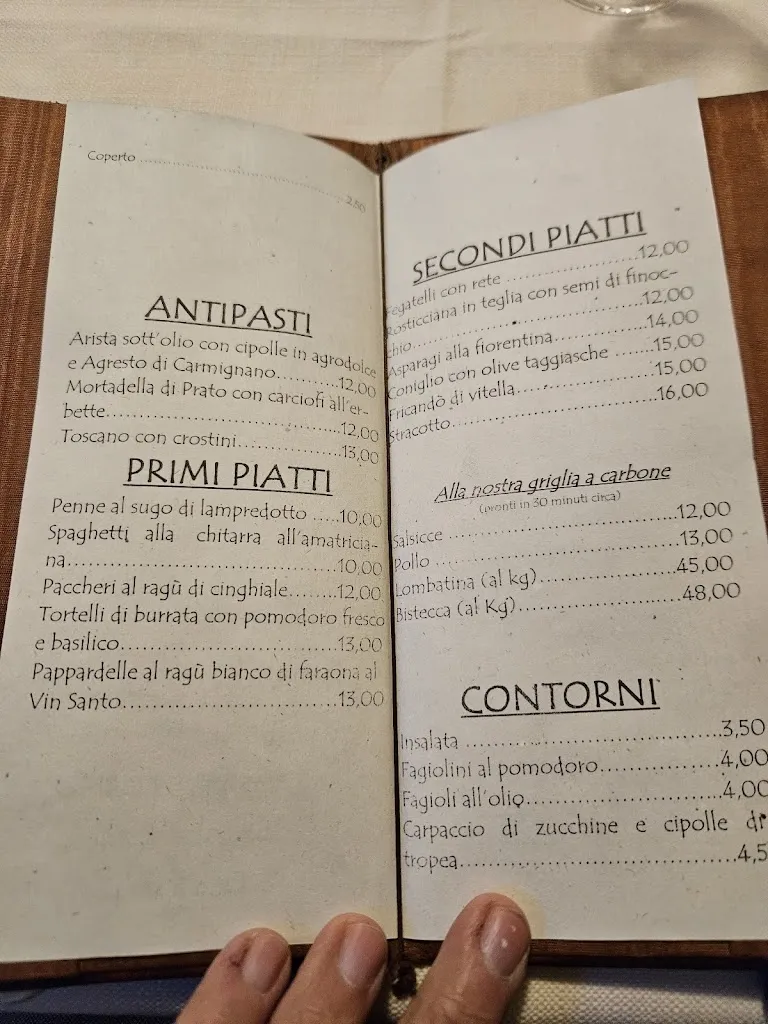 Coperto ........................................ 2,50
ANTIPASTI
Arista sott'olio con cipolle in agrodolce
e Agresto di Carmignano..........12,00
Mortadella di Prato con carciofi all'er-
bette........................................12,00
Toscano con crostini.................13,00
PRIMI PIATTI
Penne al sugo di lampredotto .....10,00
Spaghetti alla chitarra all'amatricia-
na............................................10,00
Paccheri al ragù di cinghiale........12,00
Tortelli di burrata con pomodoro fresco
e basilico...................................13,00
Pappardelle al ragù bianco di faraona al
Vin Santo...................................13,00
SECONDI PIATTI
Fegatelli con rete ......................12,00
Rosticciana in teglia con semi di finoc-
chio..........................................12,00
Asparagi alla fiorentina...............14,00
Coniglio con olive taggiasche .......15,00
Fricandò di vitella......................15,00
Stracotto...................................16,00
Alla nostra griglia a carbone
(pronti in 30 minuti circa)
Salsicce ....................................12,00
Pollo ........................................13,00
Lombatina (al kg).......................45,00
Bistecca (al Kg)..........................48,00
CONTORNI
Insalata ....................................3,50
Fagiolini al pomodoro.................4,00
Fagioli all'olio............................4,00
Carpaccio di zucchine e cipolle di
tropea.......................................4,5